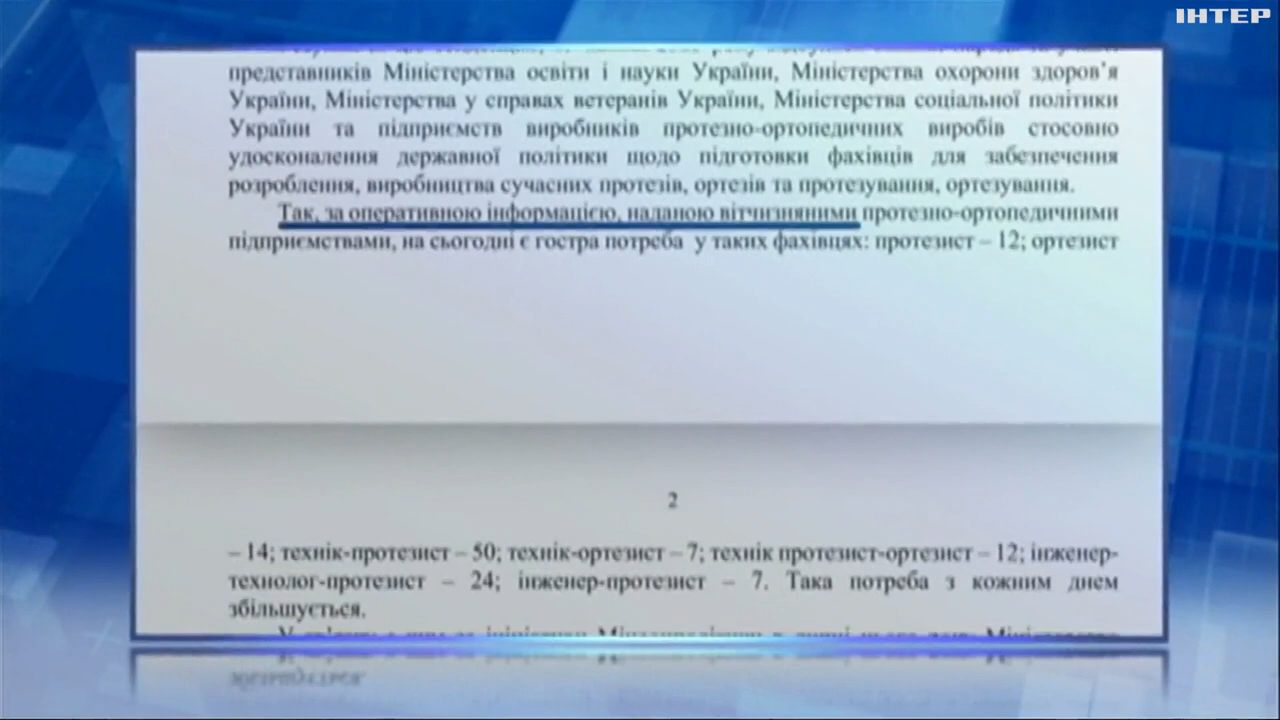 ІНТЕР
представників Міністерства освіти і науки України, Міністерства охорони здоров’я
України, Міністерства у справах ветеранів України, Міністерства соціальної політики
України та підприємств виробників протезно-ортопедичних виробів стосовно
удосконалення державної політики щодо підготовки фахівців для забезпечення
розроблення, виробництва сучасних протезів, ортезів та протезування, ортезування.
Так, за оперативною інформацією, наданою вітчизняними протезно-ортопедичними
підприємствами, на сьогодні є гостра потреба у таких фахівцях: протезист – 12; ортезист
2
– 14; технік-протезист – 50; технік-ортезист – 7; технік протезист-ортезист – 12; інженер-
технолог-протезист – 24; інженер-протезист – 7. Така потреба з кожним днем
збільшується.